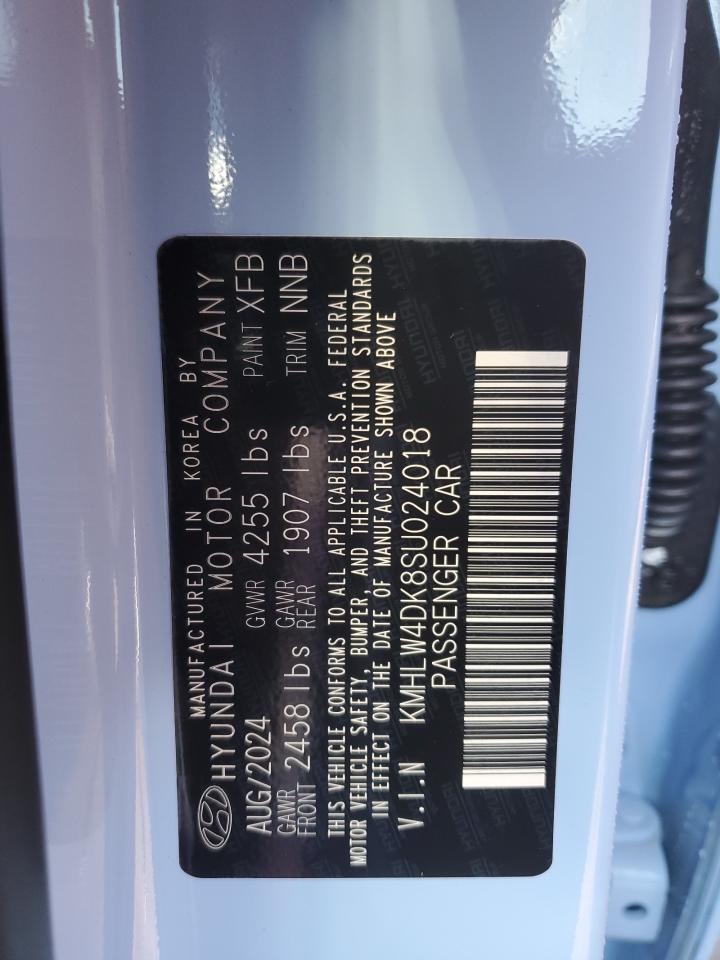 MANUFACTURED IN KOREA BY
HYUNDAI MOTOR COMPANY
AUG/2024 GVWR 4255 lbs PAINT XFB
GAWR FRONT 2458 lbs GAWR REAR 1907 lbs TRIM NNB
THIS VEHICLE CONFORMS TO ALL APPLICABLE U.S.A. FEDERAL
MOTOR VEHICLE SAFETY, BUMPER, AND THEFT PREVENTION STANDARDS
IN EFFECT ON THE DATE OF MANUFACTURE SHOWN ABOVE
V.I.N KMHLW4DK8SU024018
PASSENGER CAR
HYUNDAI